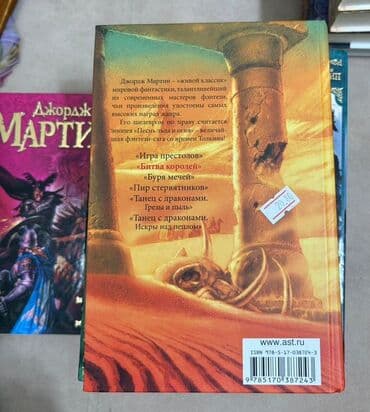 Джордж Мартин – «живой классик»
мировой фантастики, талантливейший
из современных мастеров фэнтези,
чьи произведения удостоены самых
высоких наград жанра.
Его шедевром по праву считается
эпопея «Песнь льда и огня» – величай-
шая фэнтези-сага со времен Толкина!
«Игра престолов»
«Битва королей»
«Буря мечей»
«Пир стервятников»
«Танец с драконами.
Грезы и пыль»
«Танец с драконами.
Искры над пеплом»
Джордж
МАРТИН
www.ast.ru
ISBN 978-5-17-038724-3
9785170387243